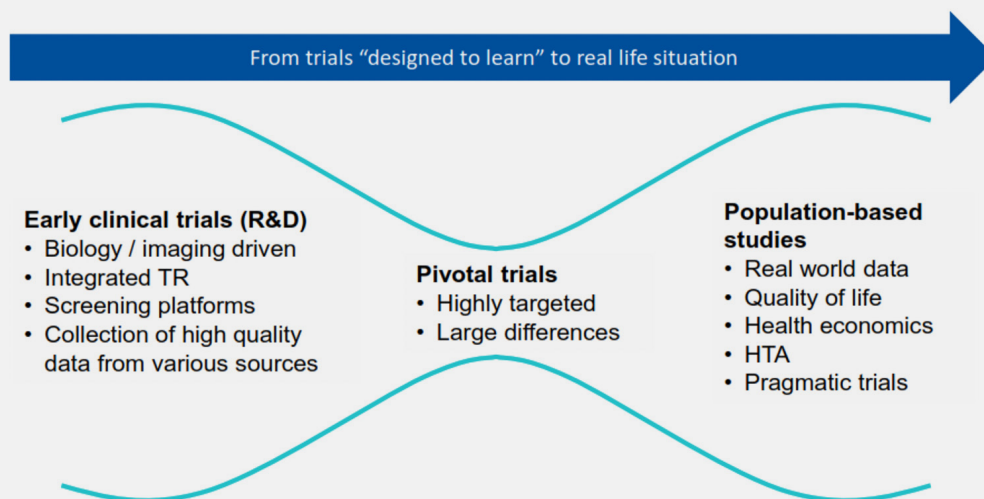 From trials “designed to learn” to real life situation
Early clinical trials (R&D)
• Biology / imaging driven
• Integrated TR
• Screening platforms
• Collection of high quality
data from various sources
Pivotal trials
• Highly targeted
• Large differences
Population-based
studies
• Real world data
• Quality of life
• Health economics
• HTA
• Pragmatic trials